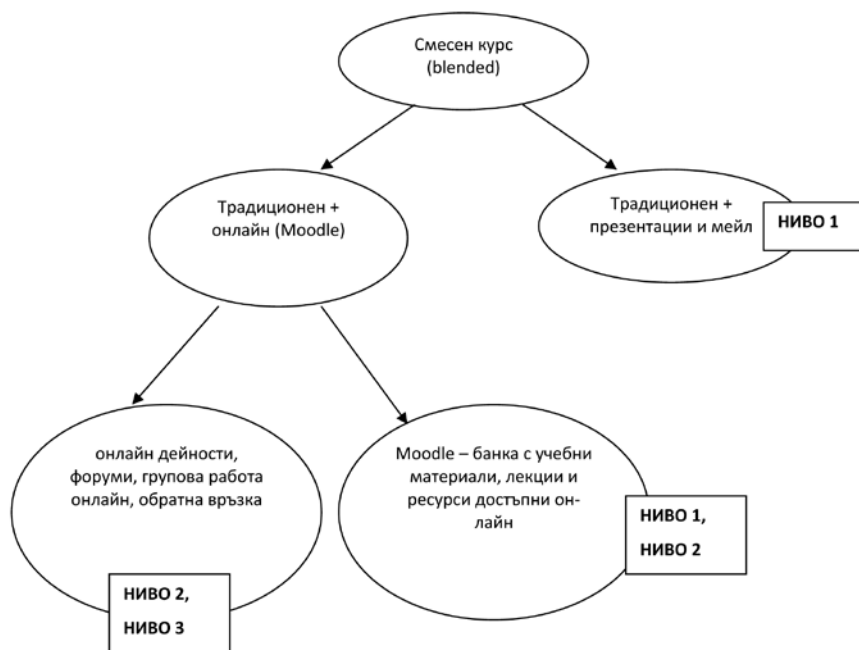 Смесен курс
(blended)
Традиционен +
онлайн (Moodle)
Традиционен +
презентации и мейл
НИВО 1
онлайн дейности,
форуми, групова работа
онлайн, обратна връзка
НИВО 2,
НИВО 3
Moodle – банка с учебни
материали, лекции и
ресурси достъпни он-
лайн
НИВО 1,
НИВО 2